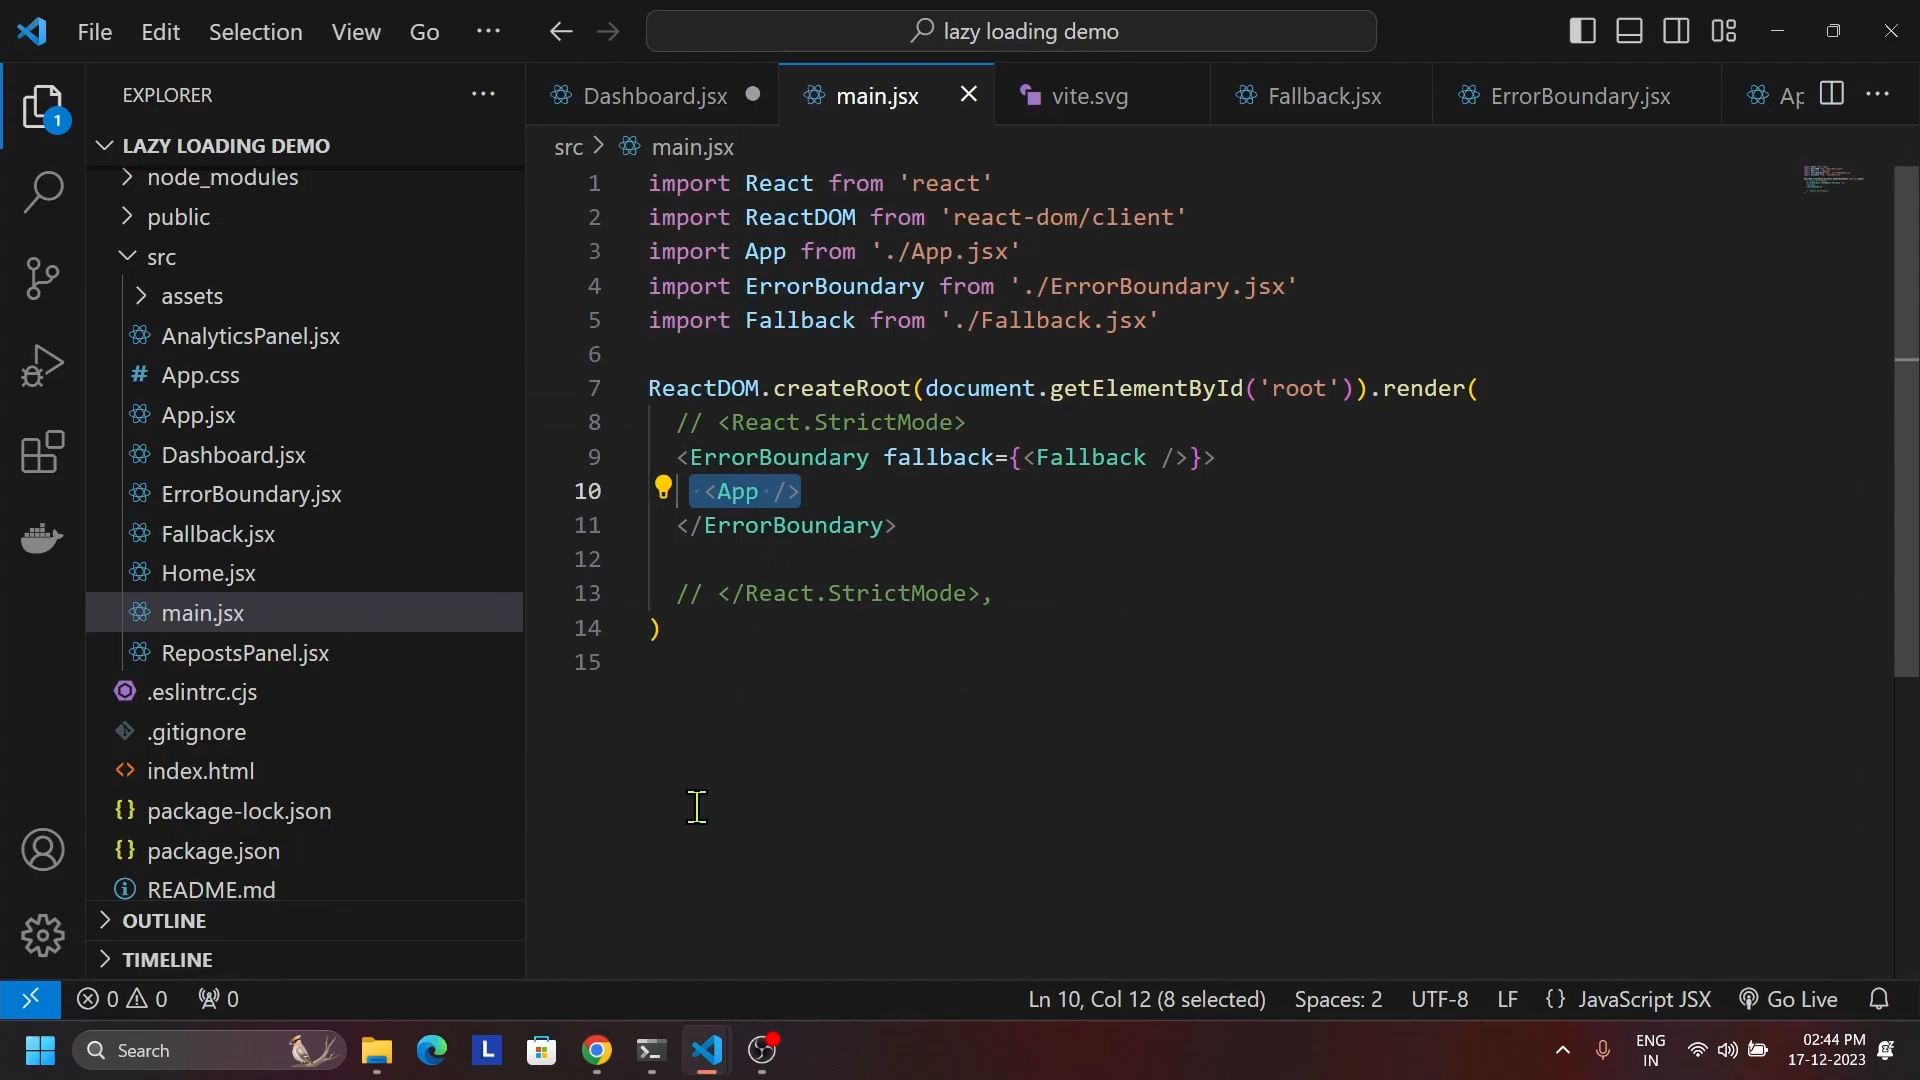 File Edit Selection View Go ··· lazy loading demo
EXPLORER ···
LAZY LOADING DEMO
node_modules
public
src
assets
AnalyticsPanel.jsx
# App.css
App.jsx
Dashboard.jsx
ErrorBoundary.jsx
Fallback.jsx
Home.jsx
main.jsx
RepostsPanel.jsx
.eslintrc.cjs
.gitignore
<> index.html
{} package-lock.json
{} package.json
README.md
OUTLINE
TIMELINE
1
Dashboard.jsx main.jsx vite.svg Fallback.jsx ErrorBoundary.jsx Ap ···
src > main.jsx
1 import React from 'react'
2 import ReactDOM from 'react-dom/client'
3 import App from './App.jsx'
4 import ErrorBoundary from './ErrorBoundary.jsx'
5 import Fallback from './Fallback.jsx'
6
7 ReactDOM.createRoot(document.getElementById('root')).render(
8 // <React.StrictMode>
9 <ErrorBoundary fallback={<Fallback />}>
10 <App />
11 </ErrorBoundary>
12
13 // </React.StrictMode>,
14 )
15
0 0 0 Ln 10, Col 12 (8 selected) Spaces: 2 UTF-8 LF {} JavaScript JSX Go Live
Search L ENG 02:44 PM
IN 17-12-2023